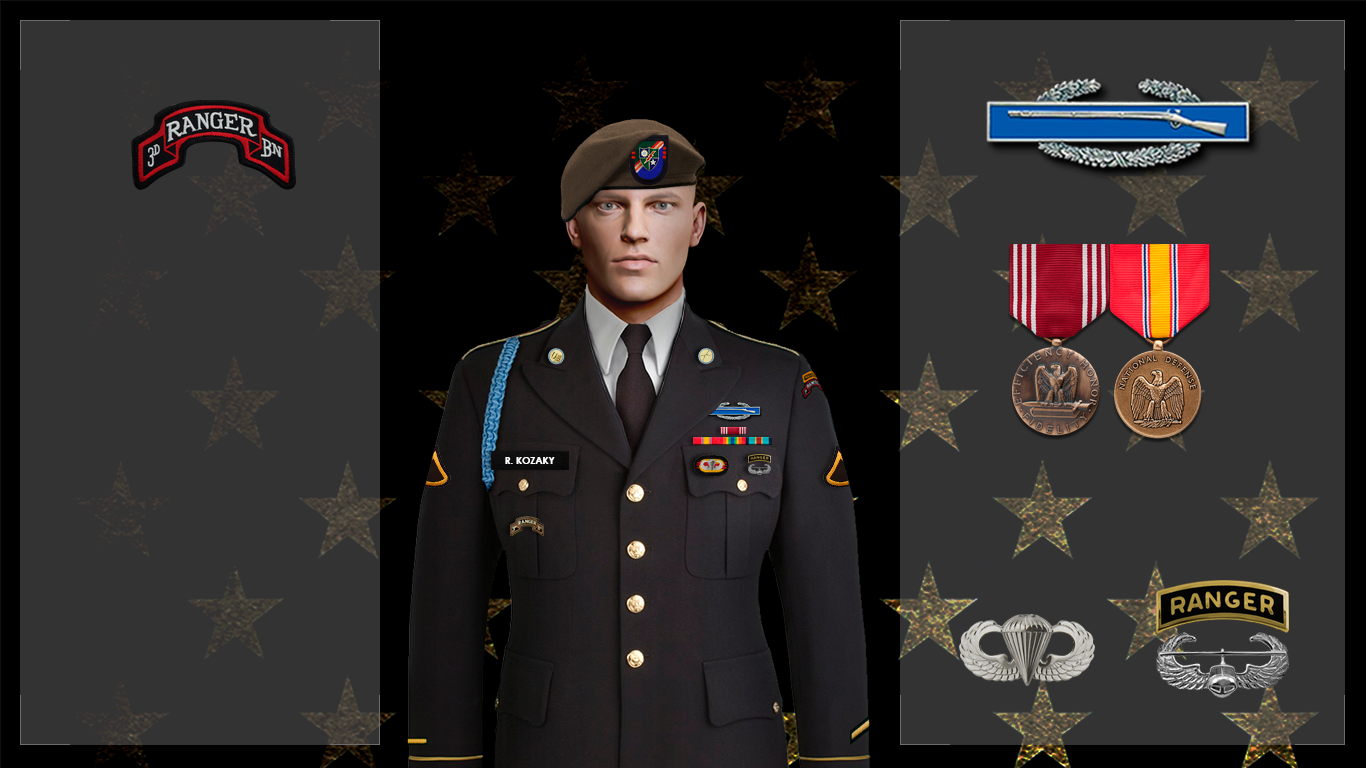 RANGER
3D BN
R. KOZAKY
RANGER
RANGER
EFFICIENCY HONOR FIDELITY
NATIONAL DEFENSE
RANGER